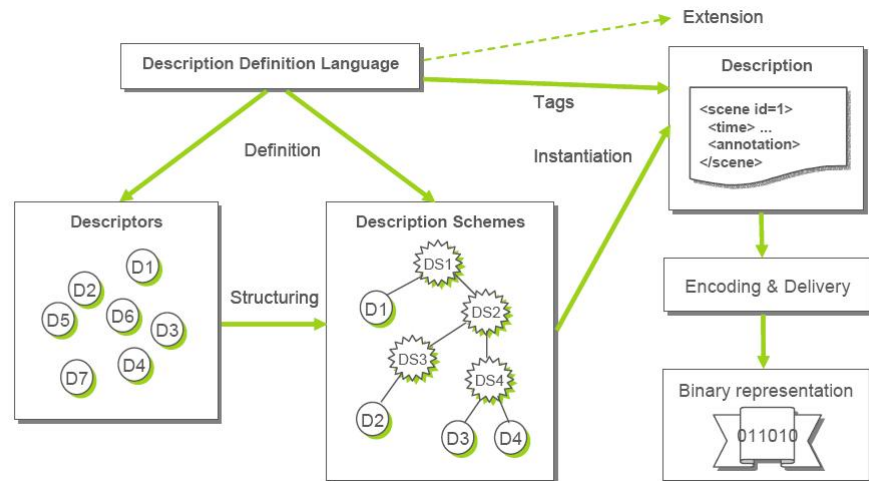 Extension
Description Definition Language
Description
Tags
<scene id=1>
<time> ...
<annotation>
</scene>
Definition
Instantiation
Descriptors
D1
D2
D5
D6
D3
D4
D7
Structuring
Description Schemes
DS1
D1
DS2
DS3
DS4
D2
D3
D4
Encoding & Delivery
Binary representation
011010